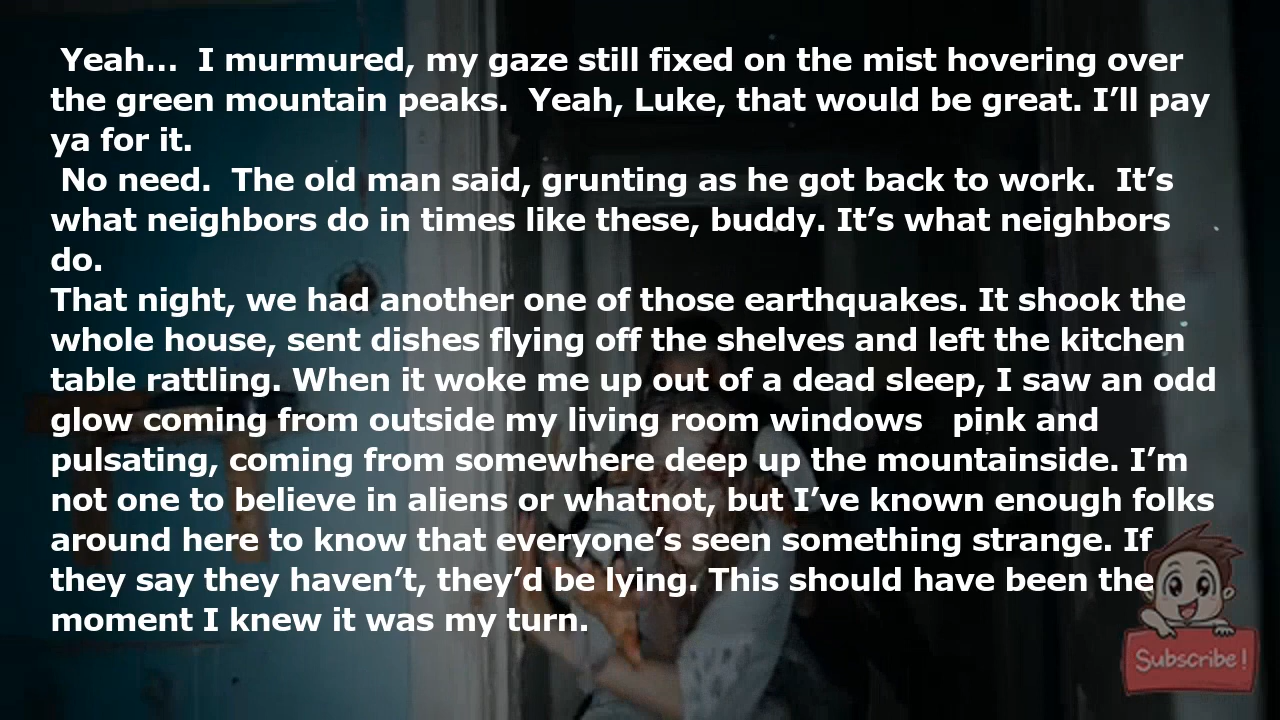 Yeah... I murmured, my gaze still fixed on the mist hovering over
the green mountain peaks. Yeah, Luke, that would be great. I’ll pay
ya for it.
No need. The old man said, grunting as he got back to work. It’s
what neighbors do in times like these, buddy. It’s what neighbors
do.
That night, we had another one of those earthquakes. It shook the
whole house, sent dishes flying off the shelves and left the kitchen
table rattling. When it woke me up out of a dead sleep, I saw an odd
glow coming from outside my living room windows pink and
pulsating, coming from somewhere deep up the mountainside. I’m
not one to believe in aliens or whatnot, but I’ve known enough folks
around here to know that everyone’s seen something strange. If
they say they haven’t, they’d be lying. This should have been the
moment I knew it was my turn.
Subscribe!